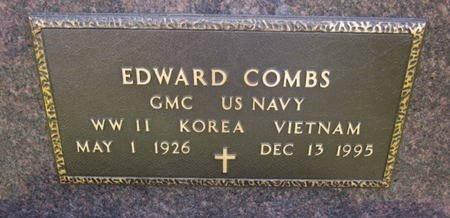 EDWARD COMBS
GMC US NAVY
WW II KOREA VIETNAM
MAY 1 1926 DEC 13 1995